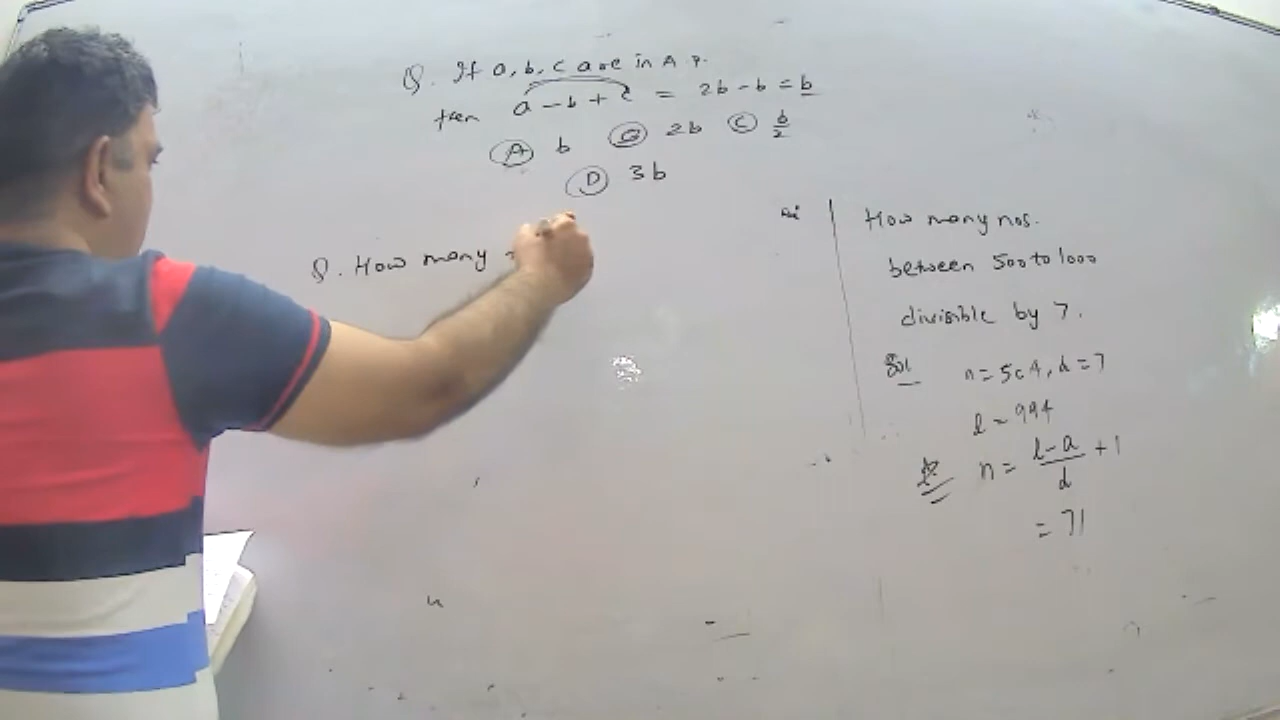 Q. If a, b, c are in A.P.
then a - b + c = 2b - b = b
(A) b (B) 2b (C) b/2
(D) 3b
Q. How many
How many nos.
between 500 to 1000
divisible by 7.
Sol
a = 504, d = 7
l = 994
n = (l-a)/d + 1
= 71